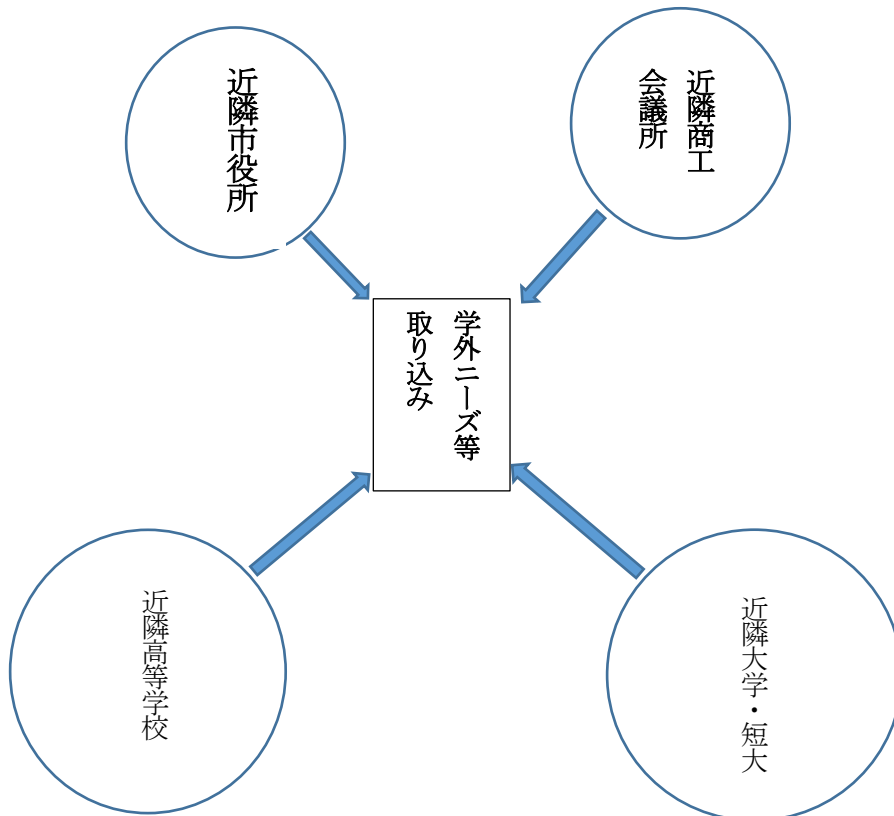 近隣市役所
近隣商工
会議所
学外ニーズ等
取り込み
近隣高等学校
近隣大学・短大